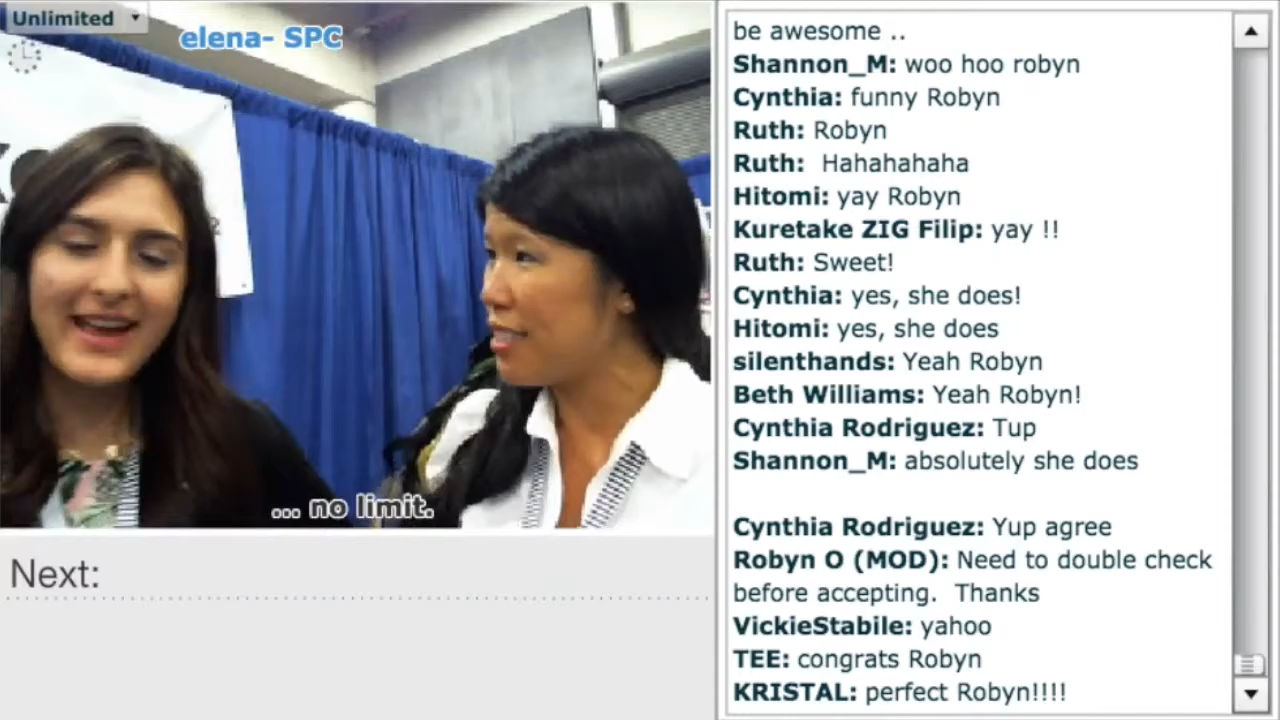 Unlimited
elena- SPC
... no limit.
Next:
be awesome ..
Shannon_M: woo hoo robyn
Cynthia: funny Robyn
Ruth: Robyn
Ruth:  Hahahahaha
Hitomi: yay Robyn
Kuretake ZIG Filip: yay !!
Ruth: Sweet!
Cynthia: yes, she does!
Hitomi: yes, she does
silenthands: Yeah Robyn
Beth Williams: Yeah Robyn!
Cynthia Rodriguez: Tup
Shannon_M: absolutely she does
Cynthia Rodriguez: Yup agree
Robyn O (MOD): Need to double check
before accepting.  Thanks
VickieStabile: yahoo
TEE: congrats Robyn
KRISTAL: perfect Robyn!!!!